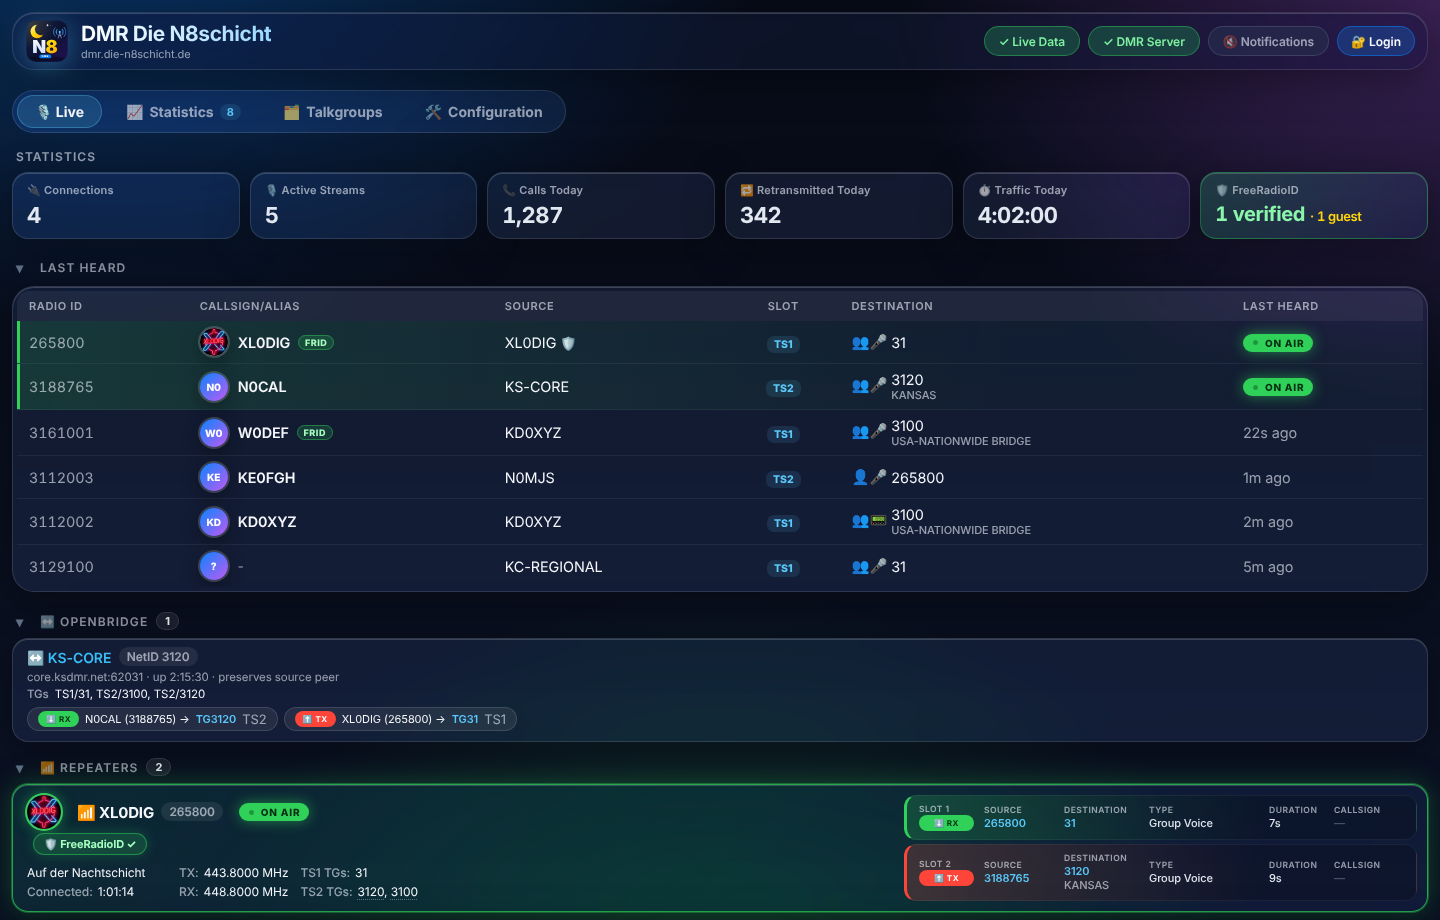 N8
DMR Die N8schicht
dmr.die-n8schicht.de
✓ Live Data
✓ DMR Server
Notifications
Login
Live
Statistics 8
Talkgroups
Configuration
STATISTICS
Connections
4
Active Streams
5
Calls Today
1,287
Retransmitted Today
342
Traffic Today
4:02:00
FreeRadioID
1 verified · 1 guest
▼ LAST HEARD
RADIO ID CALLSIGN/ALIAS SOURCE SLOT DESTINATION LAST HEARD
265800 XL0DIG FRID XL0DIG TS1 31 ON AIR
3188765 N0 N0CAL KS-CORE TS2 3120 ON AIR
KANSAS
3161001 W0 W0DEF FRID KD0XYZ TS1 3100 22s ago
USA-NATIONWIDE BRIDGE
3112003 KE KE0FGH N0MJS TS2 265800 1m ago
3112002 KD KD0XYZ KD0XYZ TS1 3100 2m ago
USA-NATIONWIDE BRIDGE
3129100 ? - KC-REGIONAL TS1 31 5m ago
▼ OPENBRIDGE 1
KS-CORE NetID 3120
core.ksdmr.net:62031 · up 2:15:30 · preserves source peer
TGs TS1/31, TS2/3100, TS2/3120
RX N0CAL (3188765) → TG3120 TS2
TX XL0DIG (265800) → TG31 TS1
▼ REPEATERS 2
XL0DIG 265800 ON AIR
FreeRadioID ✓
Auf der Nachtschicht TX: 443.8000 MHz TS1 TGs: 31
Connected: 1:01:14 RX: 448.8000 MHz TS2 TGs: 3120, 3100
SLOT 1 SOURCE DESTINATION TYPE DURATION CALLSIGN
RX 265800 31 Group Voice 7s —
SLOT 2 SOURCE DESTINATION TYPE DURATION CALLSIGN
TX 3188765 3120 Group Voice 9s —
KANSAS